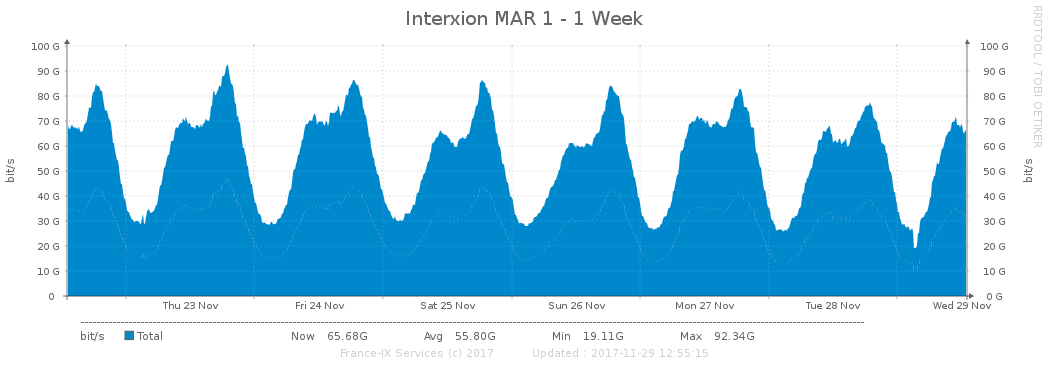 Interxion MAR 1 - 1 Week
RRDTOOL / TOBI OETIKER
bit/s
100 G 100 G
90 G 90 G
80 G 80 G
70 G 70 G
60 G 60 G
50 G 50 G
40 G 40 G
30 G 30 G
20 G 20 G
10 G 10 G
0 0 G
bit/s
Thu 23 Nov Fri 24 Nov Sat 25 Nov Sun 26 Nov Mon 27 Nov Tue 28 Nov Wed 29 Nov
bit/s Total Now 65.68G Avg 55.80G Min 19.11G Max 92.34G
France-IX Services (c) 2017 Updated : 2017-11-29 12:55:15